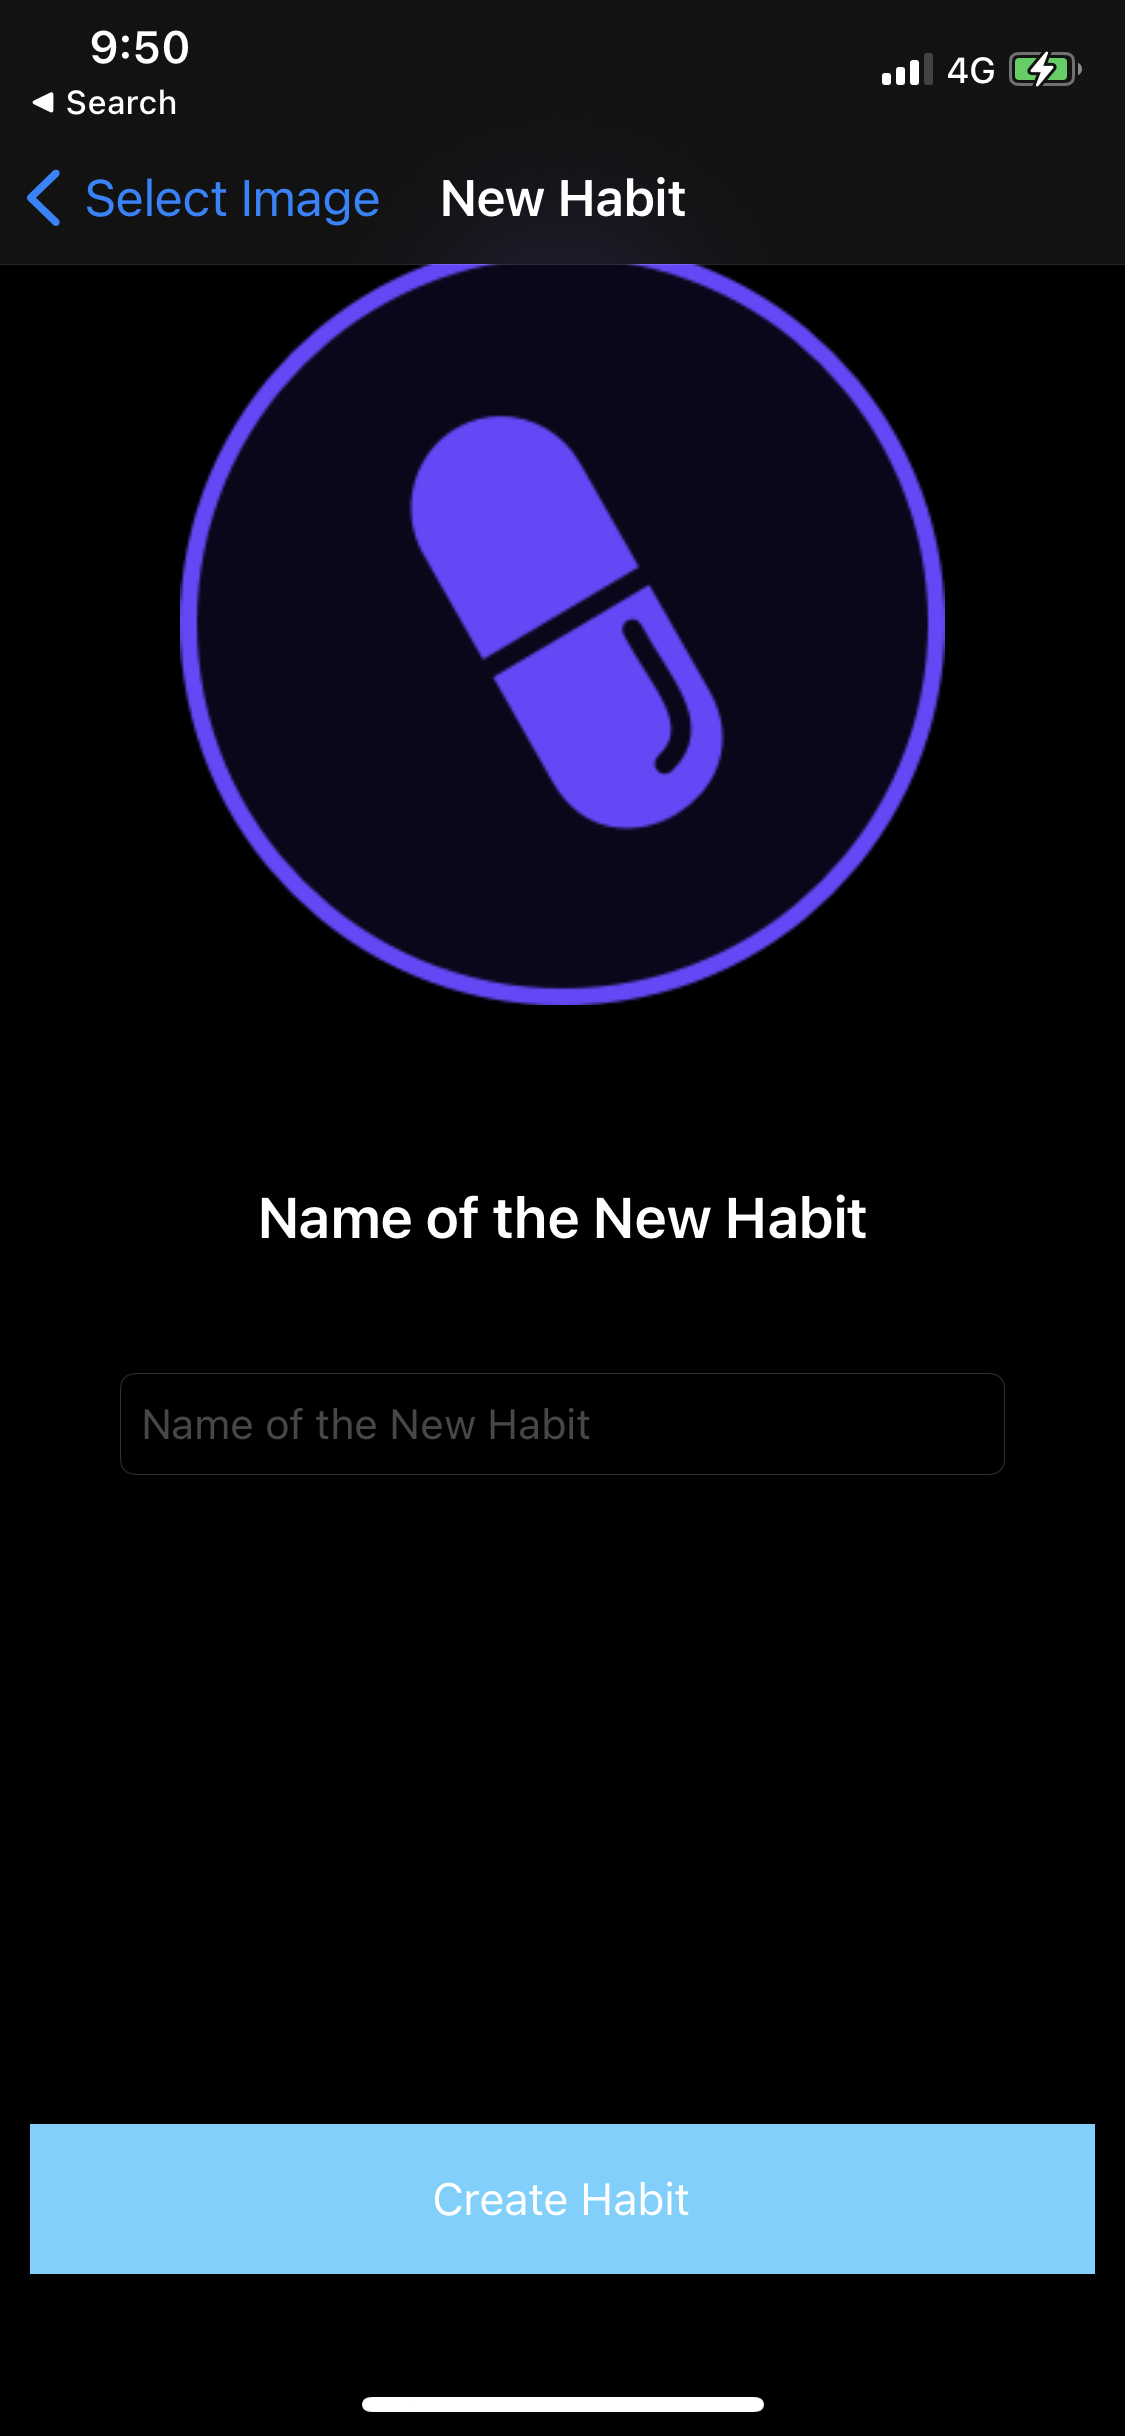 9:50
4G
◀ Search
Select Image
New Habit
Name of the New Habit
Name of the New Habit
Create Habit